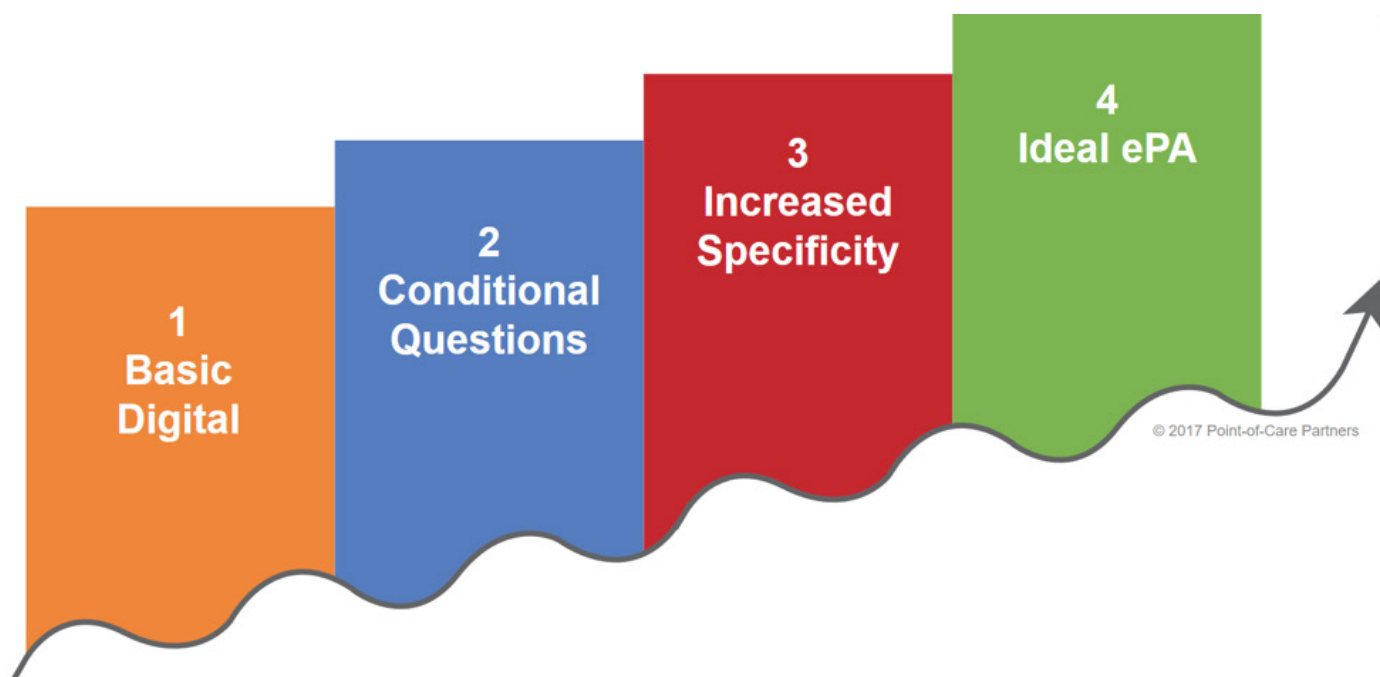 1
Basic
Digital
2
Conditional
Questions
3
Increased
Specificity
4
Ideal ePA
© 2017 Point-of-Care Partners